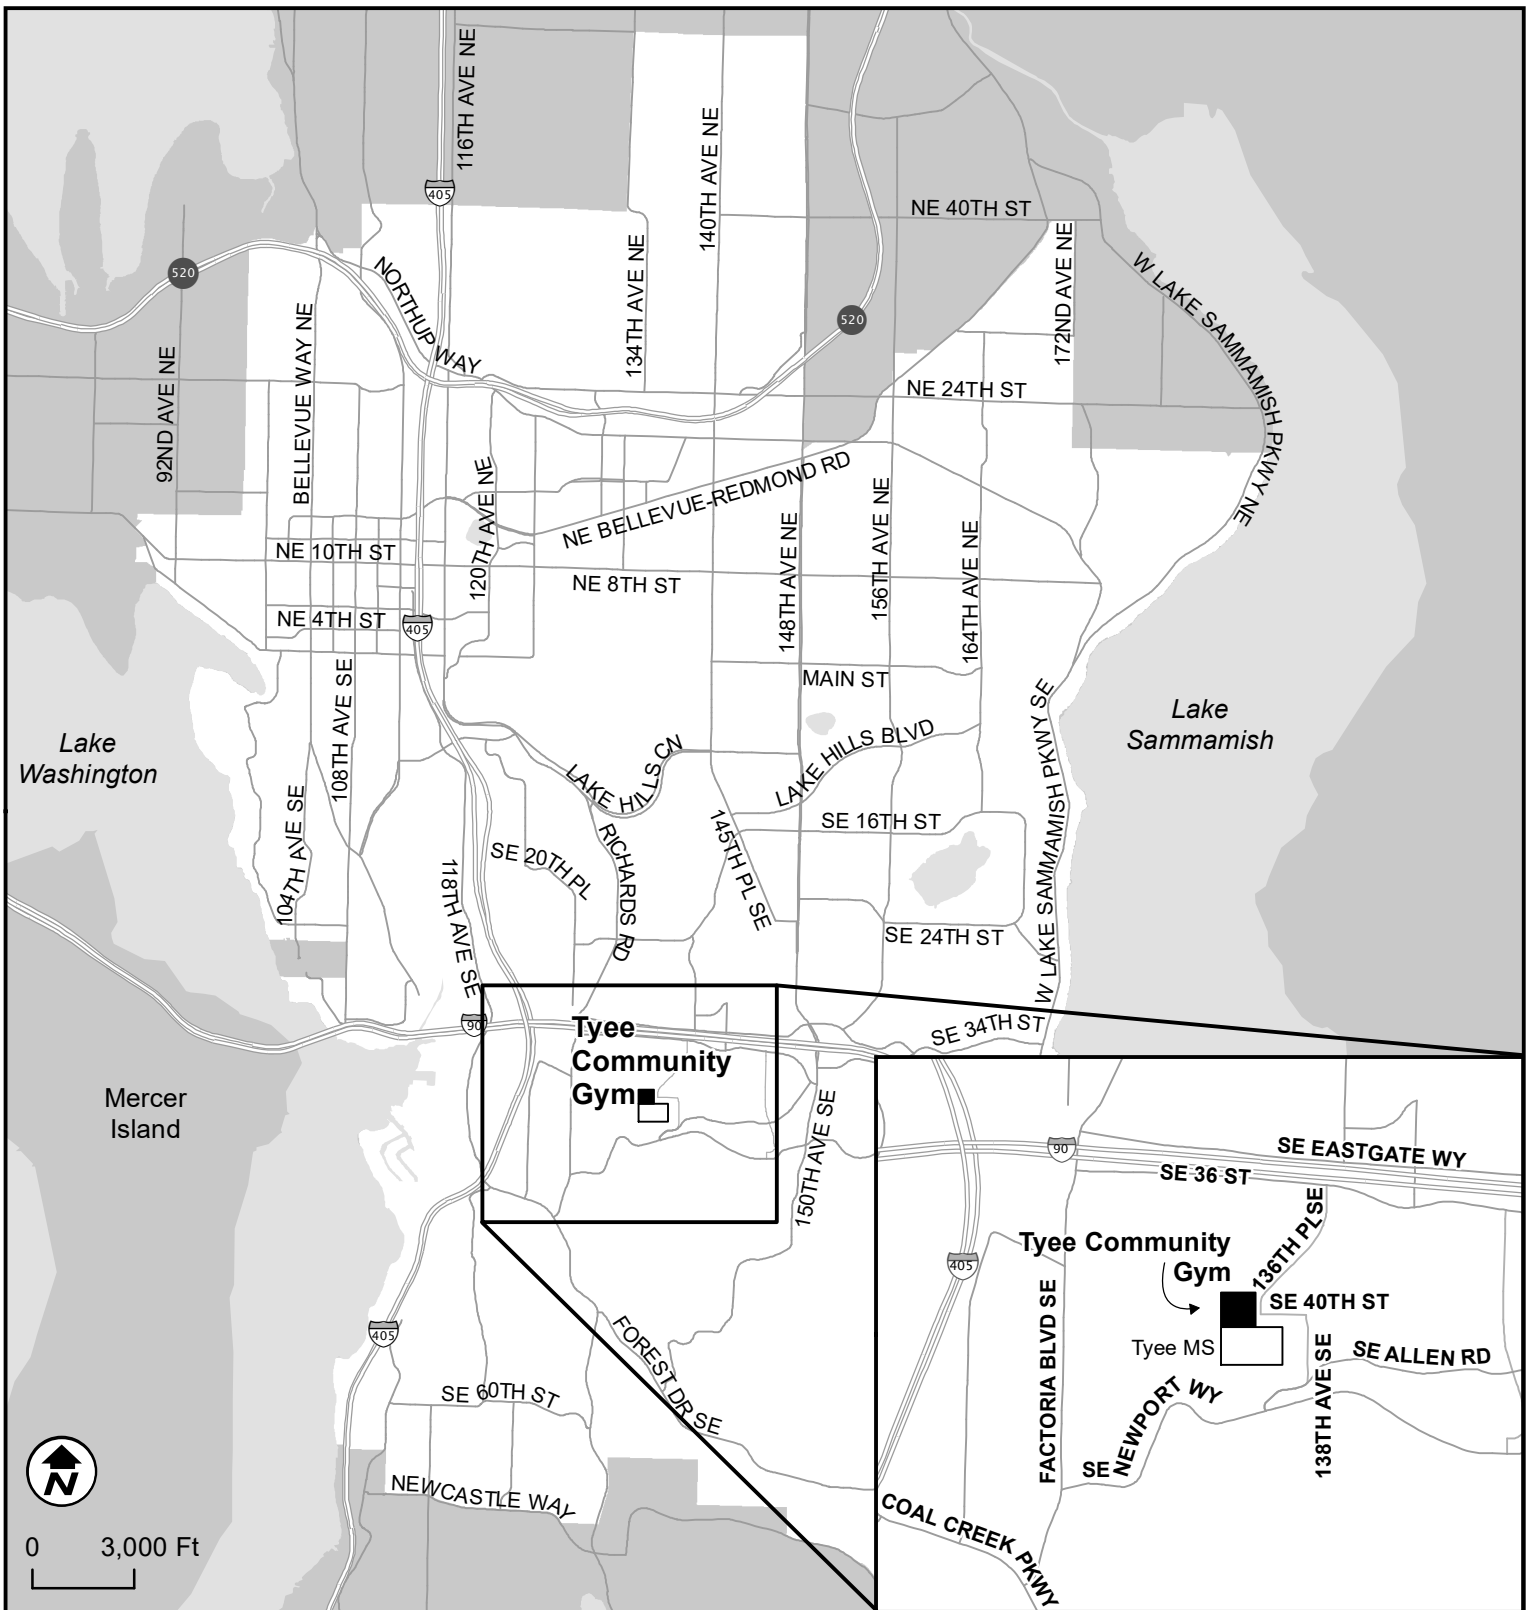 116TH AVE NE
405
140TH AVE NE
NE 40TH ST
134TH AVE NE
172ND AVE NE
W LAKE SAMMAMISH PKWY NE
520
NORTHUP WAY
520
BELLEVUE WAY NE
92ND AVE NE
NE 24TH ST
NE BELLEVUE-REDMOND RD
120TH AVE NE
156TH AVE NE
148TH AVE NE
164TH AVE NE
NE 10TH ST
NE 8TH ST
NE 4TH ST
405
MAIN ST
108TH AVE SE
W LAKE SAMMAMISH PKWY SE
Lake
Sammamish
Lake
Washington
LAKE HILLS CN
LAKE HILLS BLVD
104TH AVE SE
SE 16TH ST
SE 20TH PL
RICHARDS RD
145TH PL SE
118TH AVE SE
SE 24TH ST
90
SE 34TH ST
Tyee
Community
Gym
Mercer
Island
150TH AVE SE
405
FOREST DR SE
SE 60TH ST
NEWCASTLE WAY
N
0 3,000 Ft
90
SE EASTGATE WY
SE 36 ST
136TH PL SE
Tyee Community
Gym
405
SE 40TH ST
FACTORIA BLVD SE
Tyee MS
SE ALLEN RD
138TH AVE SE
SE NEWPORT WY
COAL CREEK PKWY